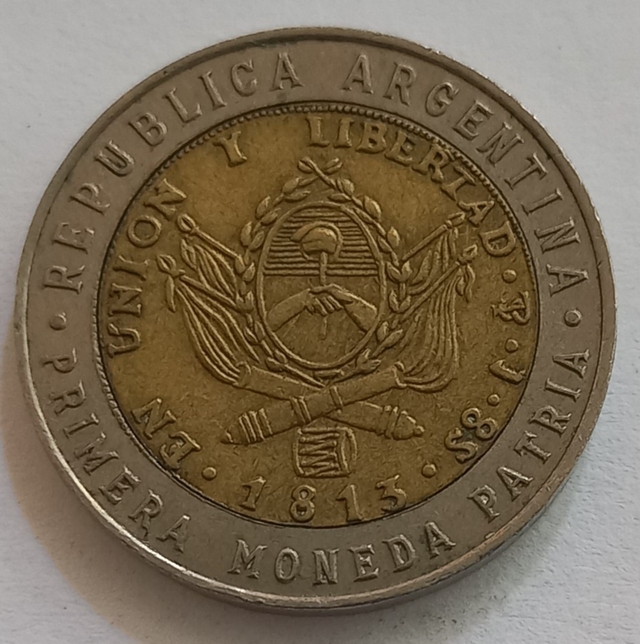 REPUBLICA ARGENTINA
· PRIMERA MONEDA PATRIA ·
EN UNION Y LIBERTAD ·
J · 8S · 1813 ·